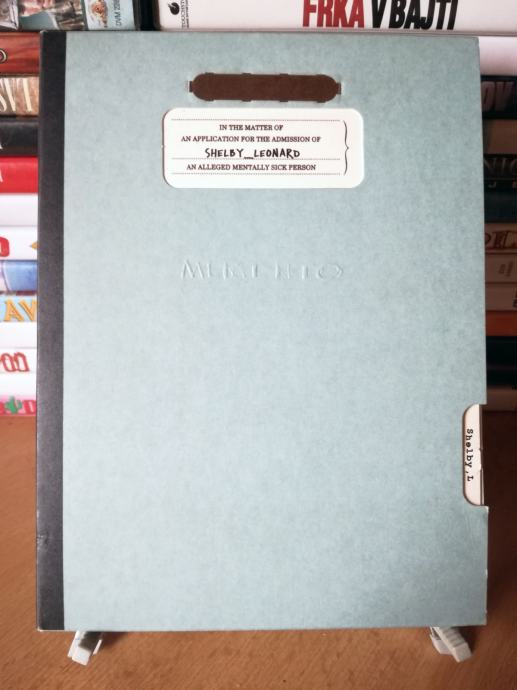 FRKA V BAJTI
IN THE MATTER OF
AN APPLICATION FOR THE ADMISSION OF
SHELBY_LEONARD
AN ALLEGED MENTALLY SICK PERSON
MEMENTO
Shelby,L